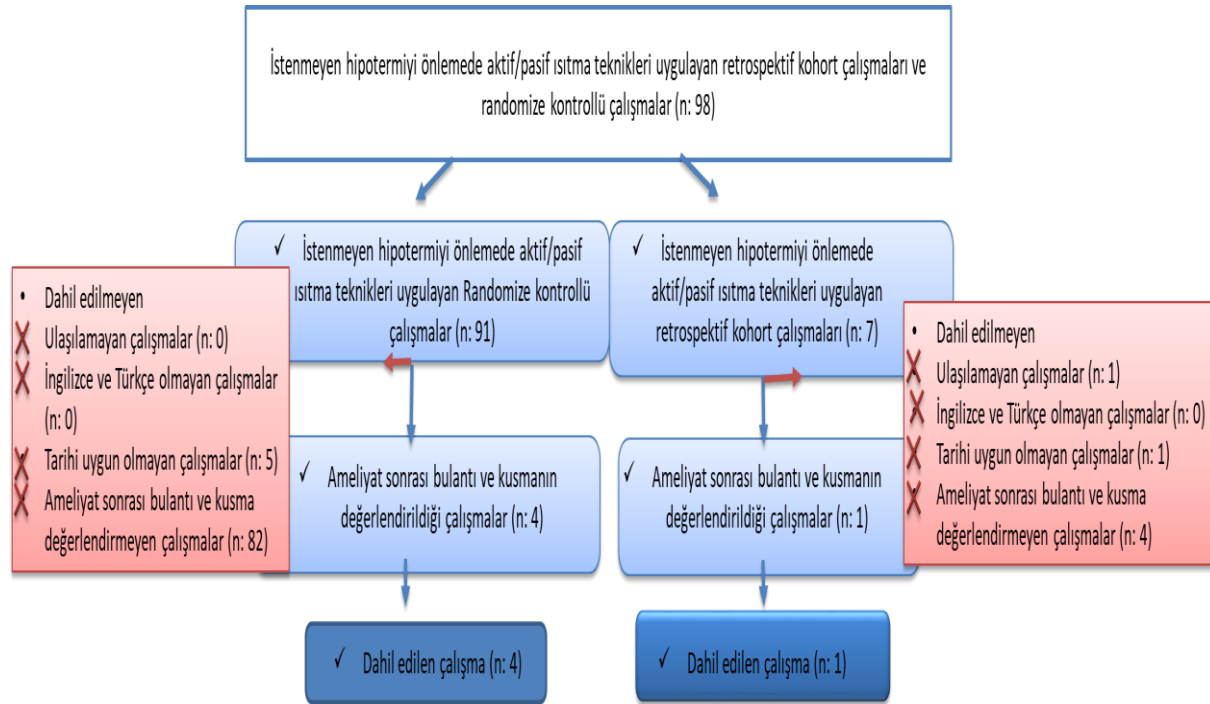 İstenmeyen hipotermiyi önlemede aktif/pasif ısıtma teknikleri uygulayan retrospektif kohort çalışmaları ve
randomize kontrollü çalışmalar (n: 98)
✓ İstenmeyen hipotermiyi önlemede aktif/pasif
ısıtma teknikleri uygulayan Randomize kontrollü
çalışmalar (n: 91)
✓ İstenmeyen hipotermiyi önlemede
aktif/pasif ısıtma teknikleri uygulayan
retrospektif kohort çalışmaları (n: 7)
• Dahil edilmeyen
Ulaşılamayan çalışmalar (n: 0)
İngilizce ve Türkçe olmayan çalışmalar
(n: 0)
Tarihi uygun olmayan çalışmalar (n: 5)
Ameliyat sonrası bulantı ve kusma
değerlendirmeyen çalışmalar (n: 82)
• Dahil edilmeyen
Ulaşılamayan çalışmalar (n: 1)
İngilizce ve Türkçe olmayan çalışmalar (n: 0)
Tarihi uygun olmayan çalışmalar (n: 1)
Ameliyat sonrası bulantı ve kusma
değerlendirmeyen çalışmalar (n: 4)
✓ Ameliyat sonrası bulantı ve kusmanın
değerlendirildiği çalışmalar (n: 4)
✓ Ameliyat sonrası bulantı ve kusmanın
değerlendirildiği çalışmalar (n: 1)
✓ Dahil edilen çalışma (n: 4)
✓ Dahil edilen çalışma (n: 1)